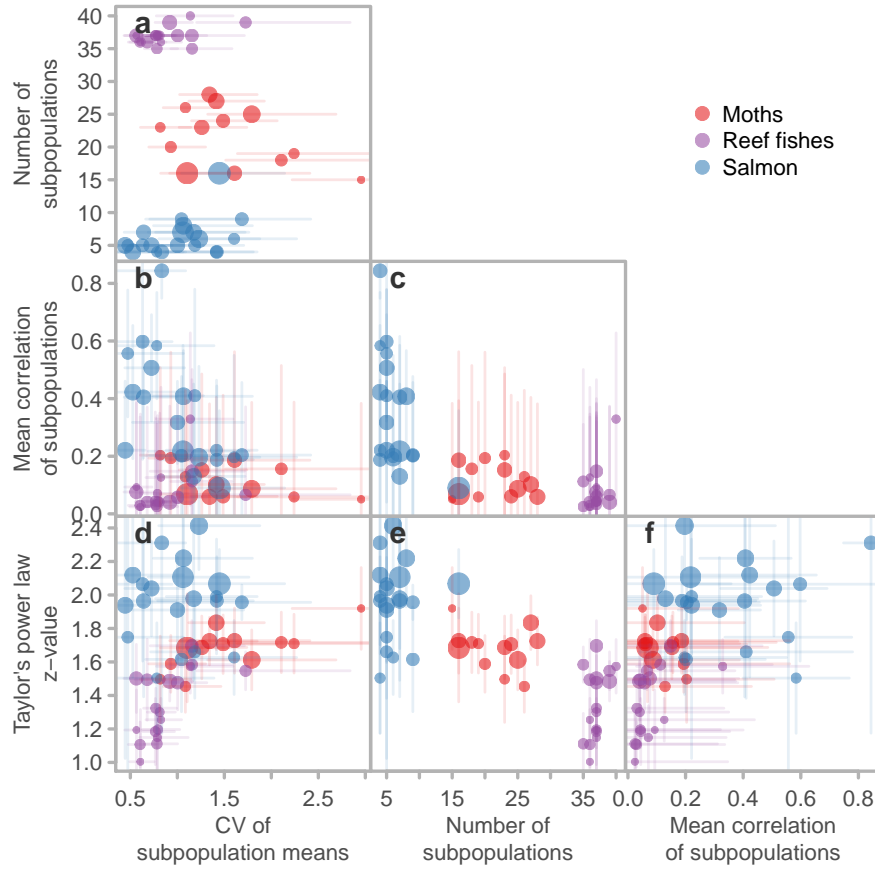 a
40
35
30
25
20
15
10
5
Number of
subpopulations
Moths
Reef fishes
Salmon
b
0.8
0.6
0.4
0.2
0.0
Mean correlation
of subpopulations
c
d
2.4
2.2
2.0
1.8
1.6
1.4
1.2
1.0
Taylor's power law
z-value
e
f
0.5
1.5
2.5
CV of
subpopulation means
5
15
25
35
Number of
subpopulations
0.0
0.2
0.4
0.6
0.8
Mean correlation
of subpopulations